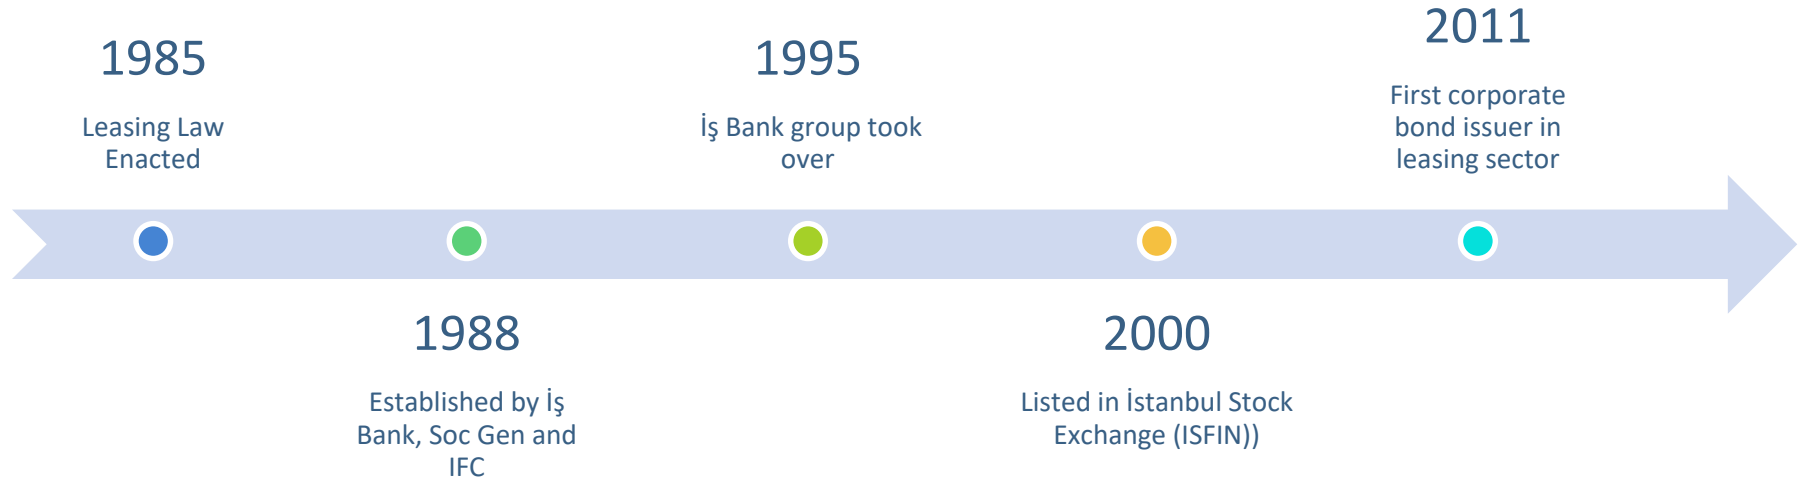 1985
Leasing Law
Enacted
1988
Established by İş
Bank, Soc Gen and
IFC
1995
İş Bank group took
over
2000
Listed in İstanbul Stock
Exchange (ISFIN))
2011
First corporate
bond issuer in
leasing sector